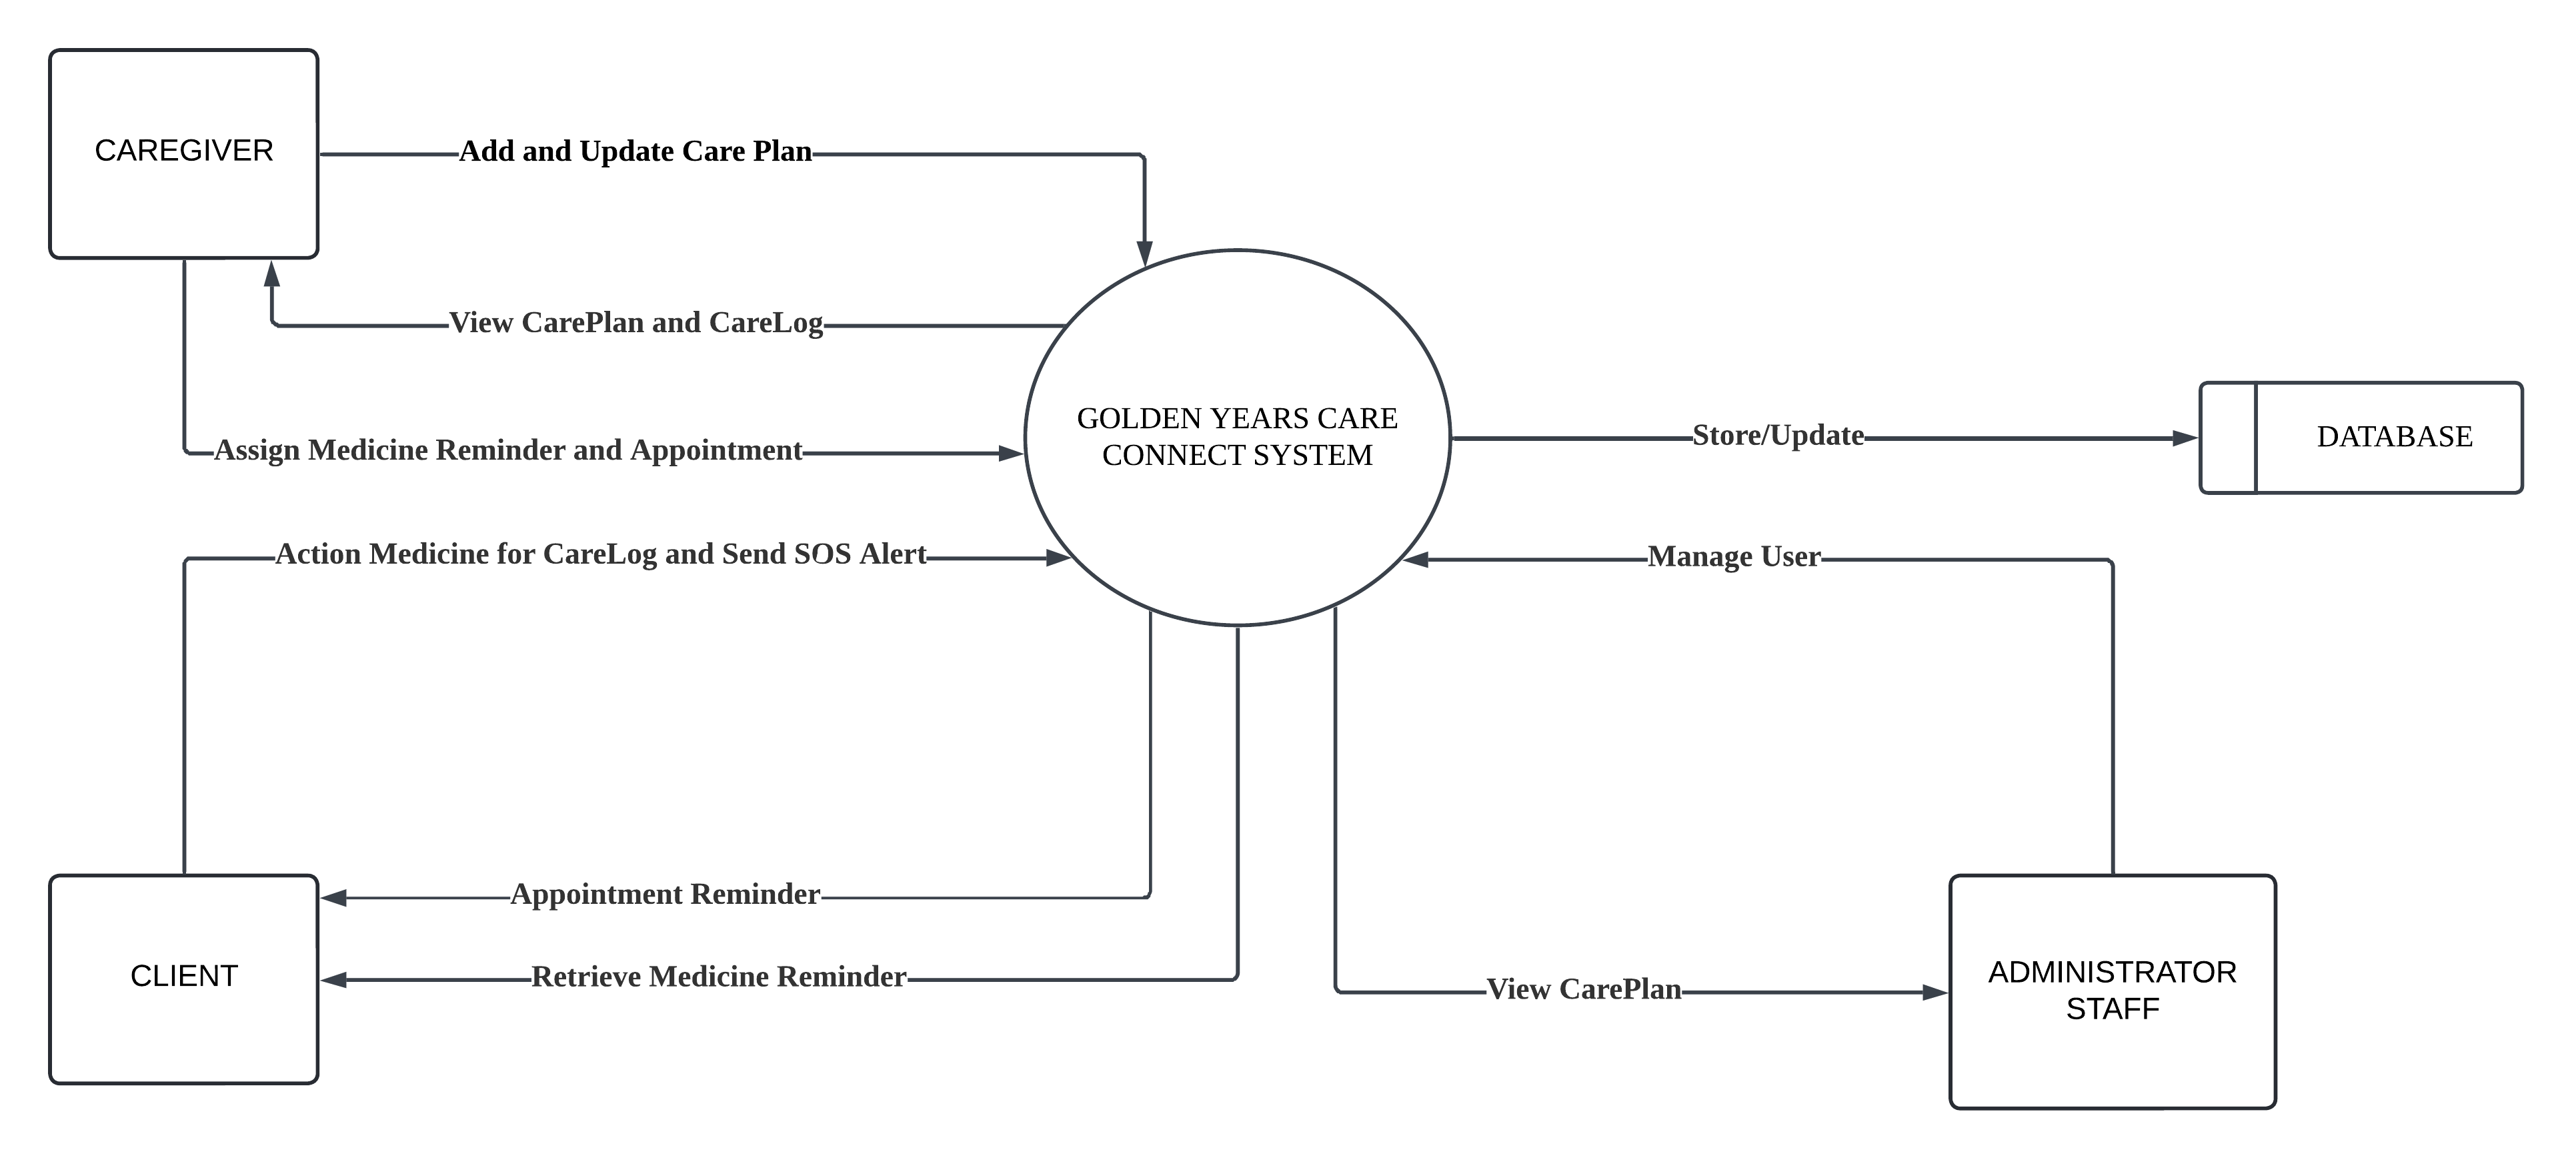 CAREGIVER
Add and Update Care Plan
View CarePlan and CareLog
GOLDEN YEARS CARE
CONNECT SYSTEM
Store/Update
DATABASE
Assign Medicine Reminder and Appointment
Action Medicine for CareLog and Send SOS Alert
Manage User
Appointment Reminder
CLIENT
Retrieve Medicine Reminder
View CarePlan
ADMINISTRATOR
STAFF